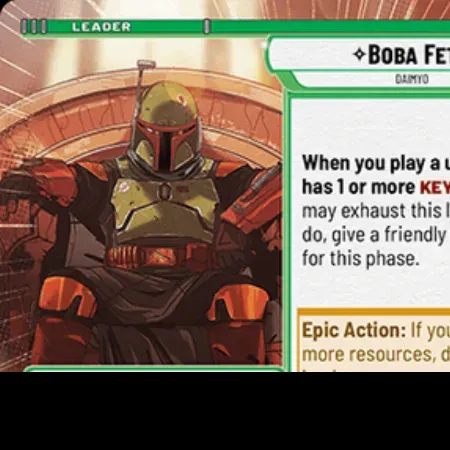 LEADER
BOBA FET
DAIMYO
When you play a u
has 1 or more KEY
may exhaust this l
do, give a friendly
for this phase.
Epic Action: If you
more resources, d